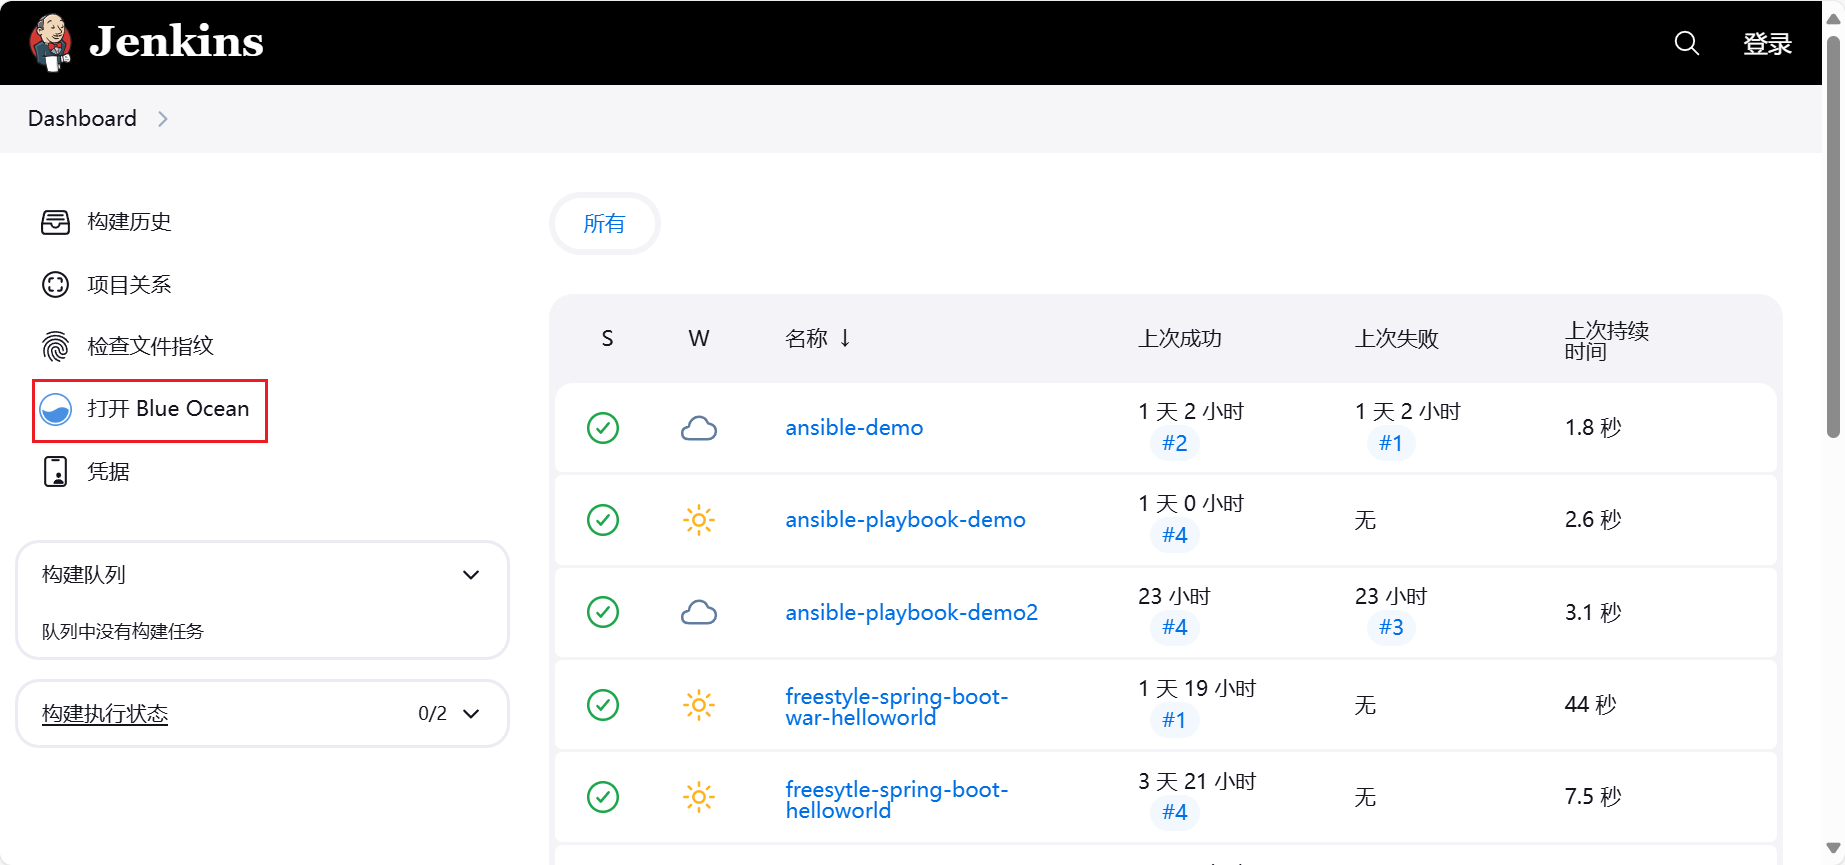 Jenkins
登录
Dashboard
构建历史
项目关系
检查文件指纹
打开 Blue Ocean
凭据
构建队列
队列中没有构建任务
构建执行状态 0/2
所有
S W 名称 ↓ 上次成功 上次失败 上次持续
时间
ansible-demo 1 天 2 小时 #2 1 天 2 小时 #1 1.8 秒
ansible-playbook-demo 1 天 0 小时 #4 无 2.6 秒
ansible-playbook-demo2 23 小时 #4 23 小时 #3 3.1 秒
freestyle-spring-boot-
war-helloworld 1 天 19 小时 #1 无 44 秒
freesytle-spring-boot-
helloworld 3 天 21 小时 #4 无 7.5 秒